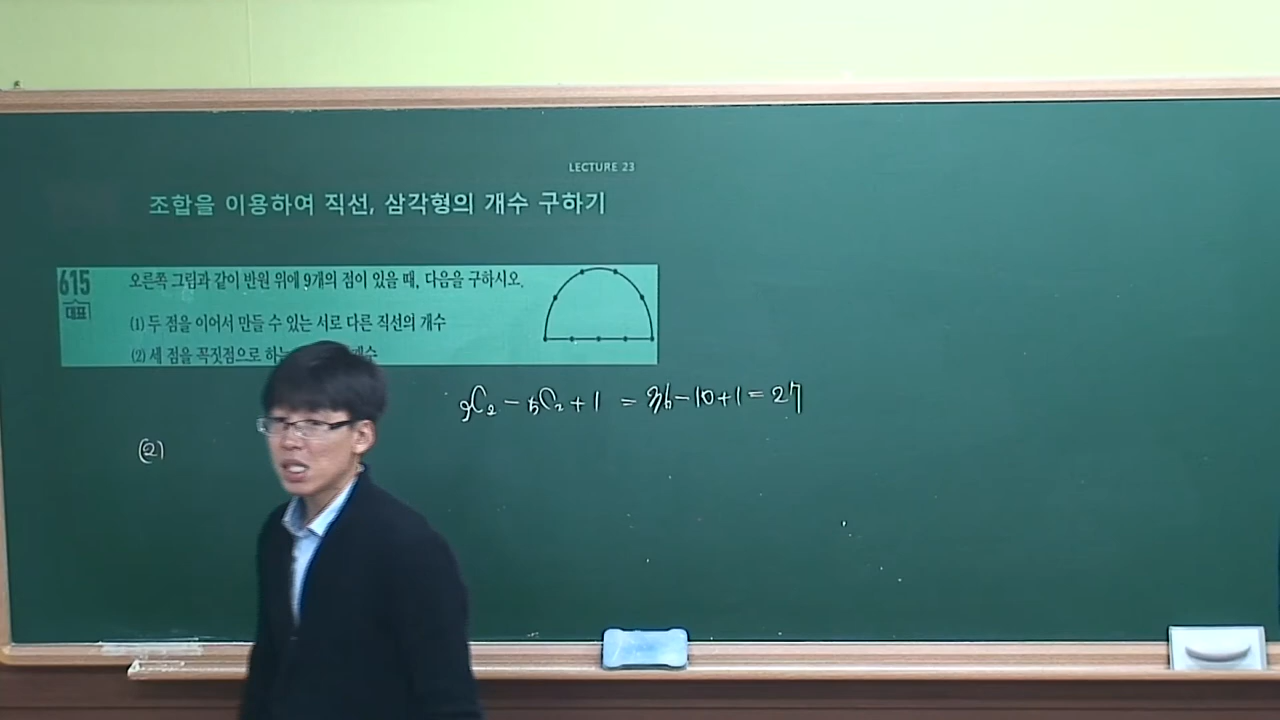 LECTURE 23
조합을 이용하여 직선, 삼각형의 개수 구하기
615 오른쪽 그림과 같이 반원 위에 9개의 점이 있을 때, 다음을 구하시오.
대표
(1) 두 점을 이어서 만들 수 있는 서로 다른 직선의 개수
(2) 세 점을 꼭짓점으로 하는 개수
₉C₂ - ₅C₂ + 1 = 36 - 10 + 1 = 27
(2)